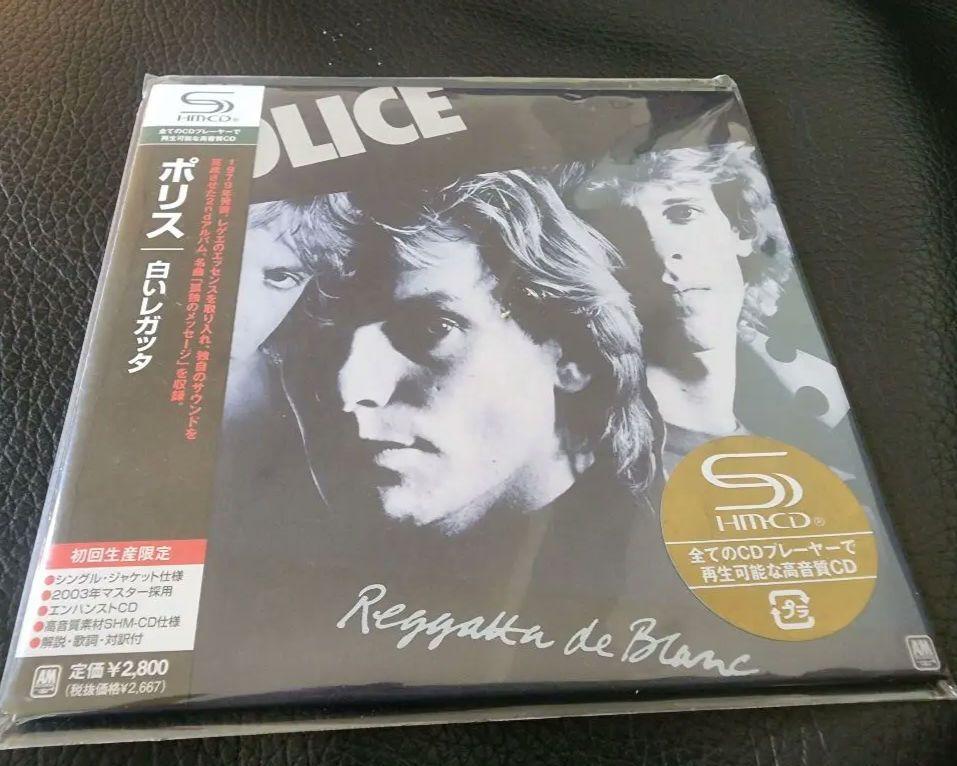 SHM-CD®
全てのCDプレーヤーで
再生可能な高音質CD
ポリス
白いレガッタ
1979年発表、レゲエのエッセンスを取り入れ、独自のサウンドを
完成させた2ndアルバム。名曲「孤独のメッセージ」を収録。
初回生産限定
●シングル・ジャケット仕様
●2003年マスター採用
●エンハンストCD
●高音質素材SHM-CD仕様
●解説・歌詞・対訳付
AM
定価￥2,800
(税抜価格￥2,667)
OLICE
Reggatta de Blanc
SHM-CD®
全てのCDプレーヤーで
再生可能な高音質CD
プラ
AM